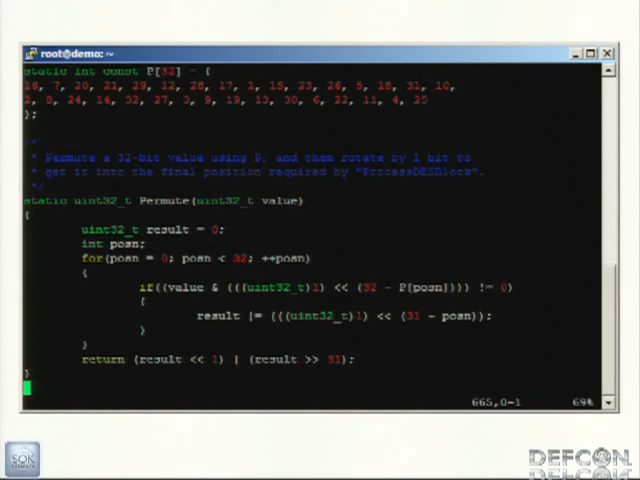 root@demo: ~
static int const P[32] = {
16, 7, 20, 21, 29, 12, 28, 17, 1, 15, 23, 26, 5, 18, 31, 10,
2, 8, 24, 14, 32, 27, 3, 9, 19, 13, 30, 6, 22, 11, 4, 25
};
/*
* Permute a 32-bit value using P, and then rotate by 1 bit to
* get it into the final position required by "ProcessDESBlock".
*/
static uint32_t Permute(uint32_t value)
{
uint32_t result = 0;
int posn;
for(posn = 0; posn < 32; ++posn)
{
if((value & (((uint32_t)1) << (32 - P[posn]))) != 0)
{
result |= (((uint32_t)1) << (31 - posn));
}
}
return (result << 1) | (result >> 31);
}
665,0-1 69%
SOK
DEFCON